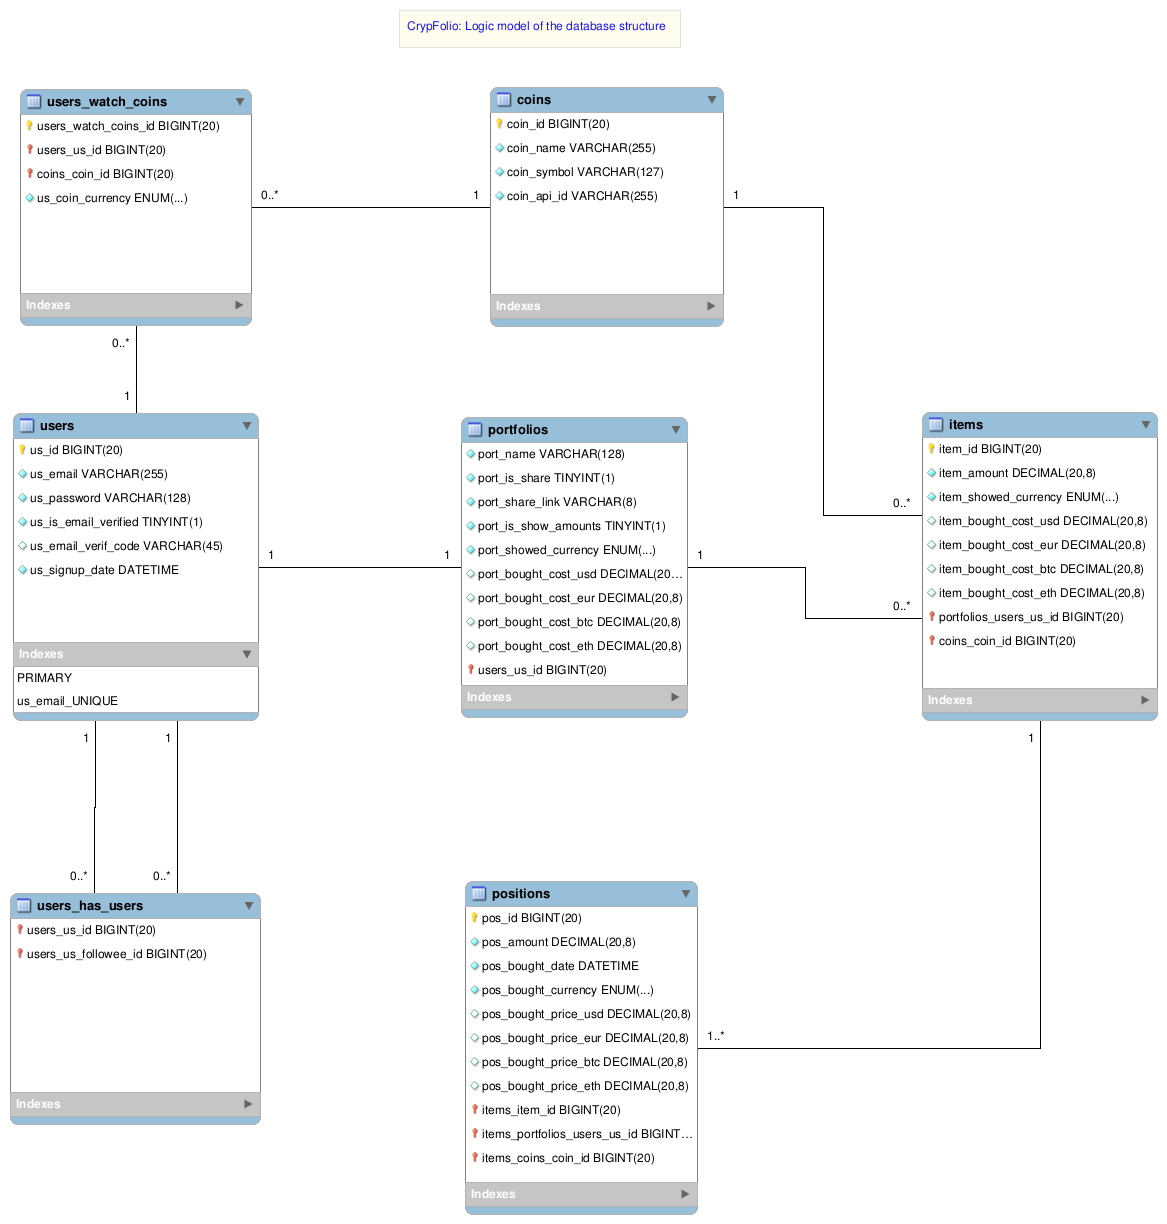 CrypFolio: Logic model of the database structure
users_watch_coins
users_watch_coins_id BIGINT(20)
users_us_id BIGINT(20)
coins_coin_id BIGINT(20)
us_coin_currency ENUM(...)
Indexes
0..*
1
coins
coin_id BIGINT(20)
coin_name VARCHAR(255)
coin_symbol VARCHAR(127)
coin_api_id VARCHAR(255)
Indexes
1
0..*
0..*
1
users
us_id BIGINT(20)
us_email VARCHAR(255)
us_password VARCHAR(128)
us_is_email_verified TINYINT(1)
us_email_verif_code VARCHAR(45)
us_signup_date DATETIME
Indexes
PRIMARY
us_email_UNIQUE
1
1
portfolios
port_name VARCHAR(128)
port_is_share TINYINT(1)
port_share_link VARCHAR(8)
port_is_show_amounts TINYINT(1)
port_showed_currency ENUM(...)
port_bought_cost_usd DECIMAL(20...
port_bought_cost_eur DECIMAL(20,8)
port_bought_cost_btc DECIMAL(20,8)
port_bought_cost_eth DECIMAL(20,8)
users_us_id BIGINT(20)
Indexes
1
0..*
items
item_id BIGINT(20)
item_amount DECIMAL(20,8)
item_showed_currency ENUM(...)
item_bought_cost_usd DECIMAL(20,8)
item_bought_cost_eur DECIMAL(20,8)
item_bought_cost_btc DECIMAL(20,8)
item_bought_cost_eth DECIMAL(20,8)
portfolios_users_us_id BIGINT(20)
coins_coin_id BIGINT(20)
Indexes
1
1..*
1
1
0..*
0..*
users_has_users
users_us_id BIGINT(20)
users_us_followee_id BIGINT(20)
Indexes
positions
pos_id BIGINT(20)
pos_amount DECIMAL(20,8)
pos_bought_date DATETIME
pos_bought_currency ENUM(...)
pos_bought_price_usd DECIMAL(20,8)
pos_bought_price_eur DECIMAL(20,8)
pos_bought_price_btc DECIMAL(20,8)
pos_bought_price_eth DECIMAL(20,8)
items_item_id BIGINT(20)
items_portfolios_users_us_id BIGINT...
items_coins_coin_id BIGINT(20)
Indexes